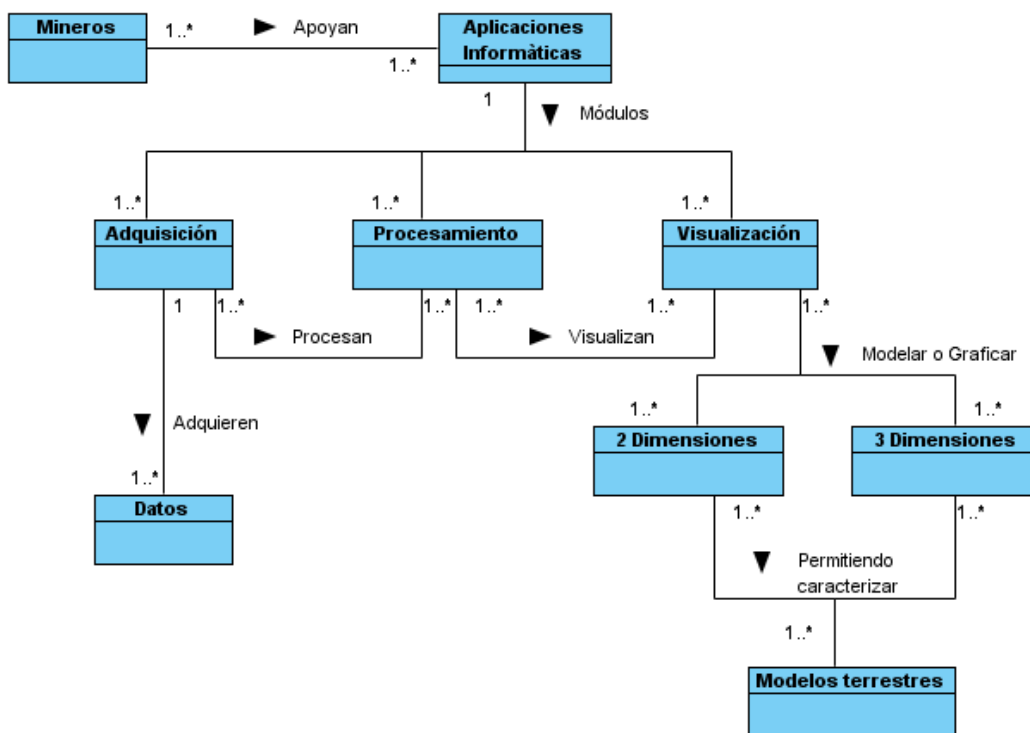 Mineros
1..*
Apoyan
1..*
Aplicaciones
Informàticas
1
Módulos
1..*
1..*
1..*
Adquisición
Procesamiento
Visualización
1
1..*
Procesan
1..*
1..*
Visualizan
1..*
1..*
Modelar o Graficar
1..*
1..*
Adquieren
2 Dimensiones
3 Dimensiones
1..*
Datos
1..*
1..*
Permitiendo
caracterizar
1..*
Modelos terrestres